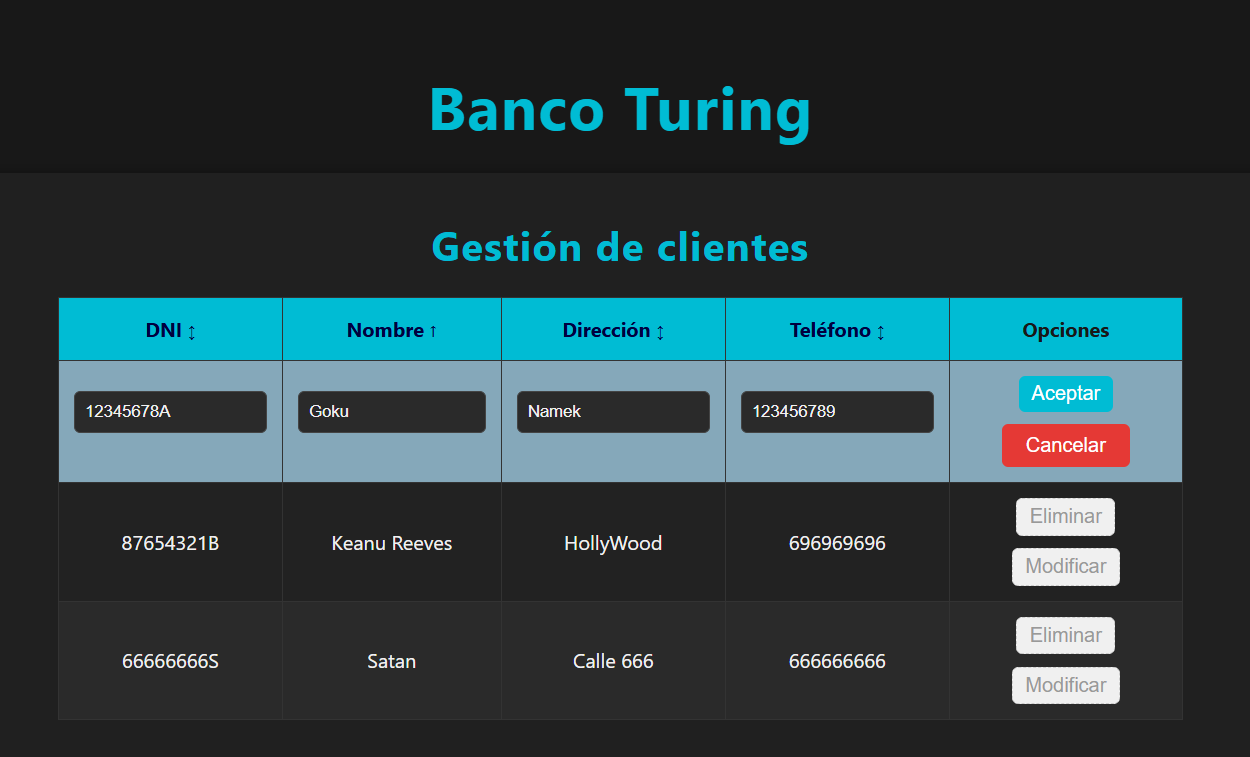 Banco Turing
Gestión de clientes
DNI ↕ Nombre ↑ Dirección ↕ Teléfono ↕ Opciones
12345678A Goku Namek 123456789 Aceptar
Cancelar
87654321B Keanu Reeves HollyWood 696969696 Eliminar
Modificar
66666666S Satan Calle 666 666666666 Eliminar
Modificar